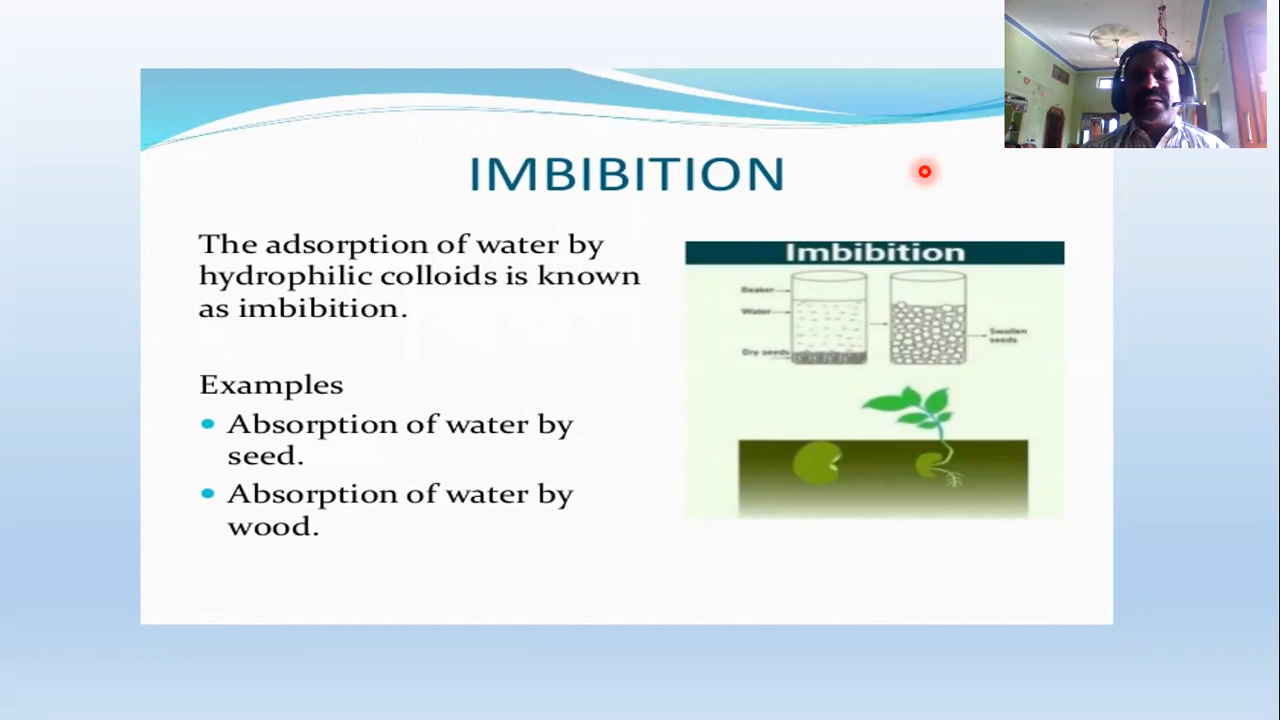 IMBIBITION
The adsorption of water by
hydrophilic colloids is known
as imbibition.
Examples
• Absorption of water by
seed.
• Absorption of water by
wood.
Imbibition
Beaker
Water
Dry seeds
Swollen
seeds